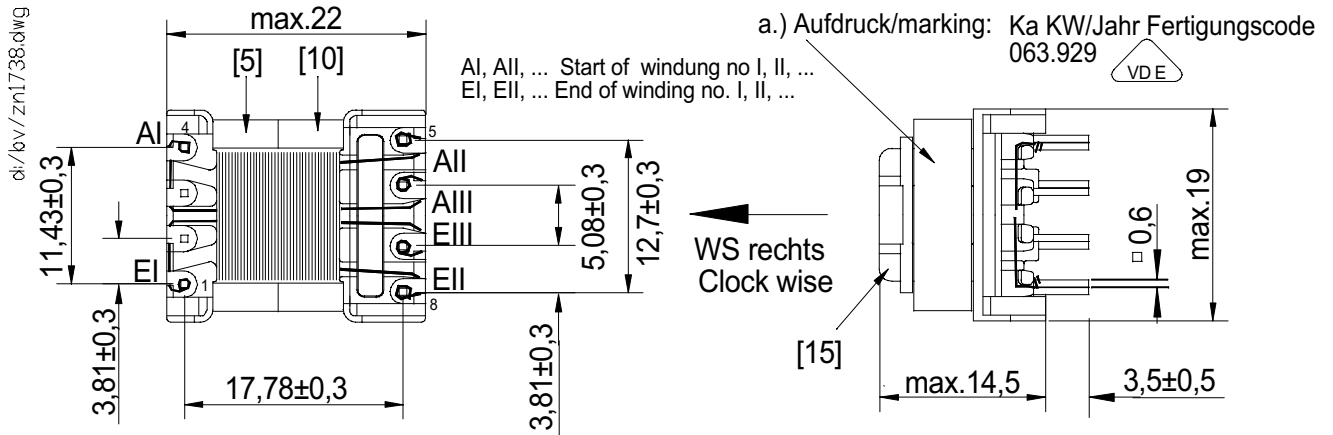 di/bv/zn1738.dwg
max.22
[5]
[10]
AI, AII, ... Start of windung no I, II, ...
EI, EII, ... End of winding no. I, II, ...
a.) Aufdruck/marking: Ka KW/Jahr Fertigungscode
063.929
VDE
AI
4
5
AII
AIII
EIII
EII
EI
1
8
11,43±0,3
3,81±0,3
17,78±0,3
3,81±0,3
5,08±0,3
12,7±0,3
WS rechts
Clock wise
[15]
max.14,5
3,5±0,5
0,6
max.19